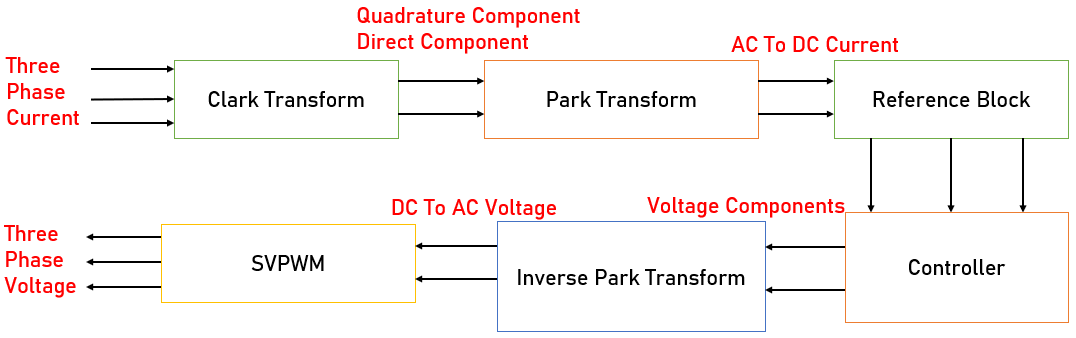 Quadrature Component
Direct Component
AC To DC Current
Three
Phase
Current
Clark Transform
Park Transform
Reference Block
DC To AC Voltage
Voltage Components
Three
Phase
Voltage
SVPWM
Inverse Park Transform
Controller